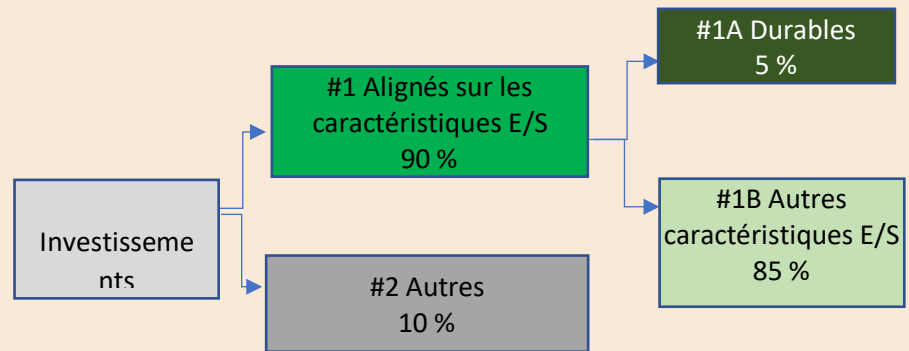 #1A Durables
5 %
#1 Alignés sur les
caractéristiques E/S
90 %
#1B Autres
caractéristiques E/S
85 %
Investisseme
nts
#2 Autres
10 %